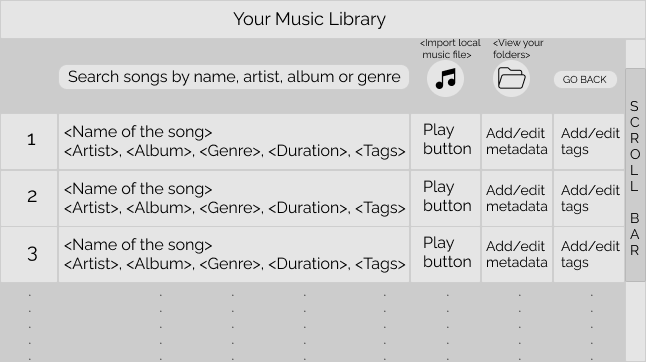 Your Music Library
<Import local
music file>
<View your
folders>
Search songs by name, artist, album or genre
GO BACK
1
<Name of the song>
<Artist>, <Album>, <Genre>, <Duration>, <Tags>
Play
button
Add/edit
metadata
Add/edit
tags
2
<Name of the song>
<Artist>, <Album>, <Genre>, <Duration>, <Tags>
Play
button
Add/edit
metadata
Add/edit
tags
3
<Name of the song>
<Artist>, <Album>, <Genre>, <Duration>, <Tags>
Play
button
Add/edit
metadata
Add/edit
tags
SCROLL BAR